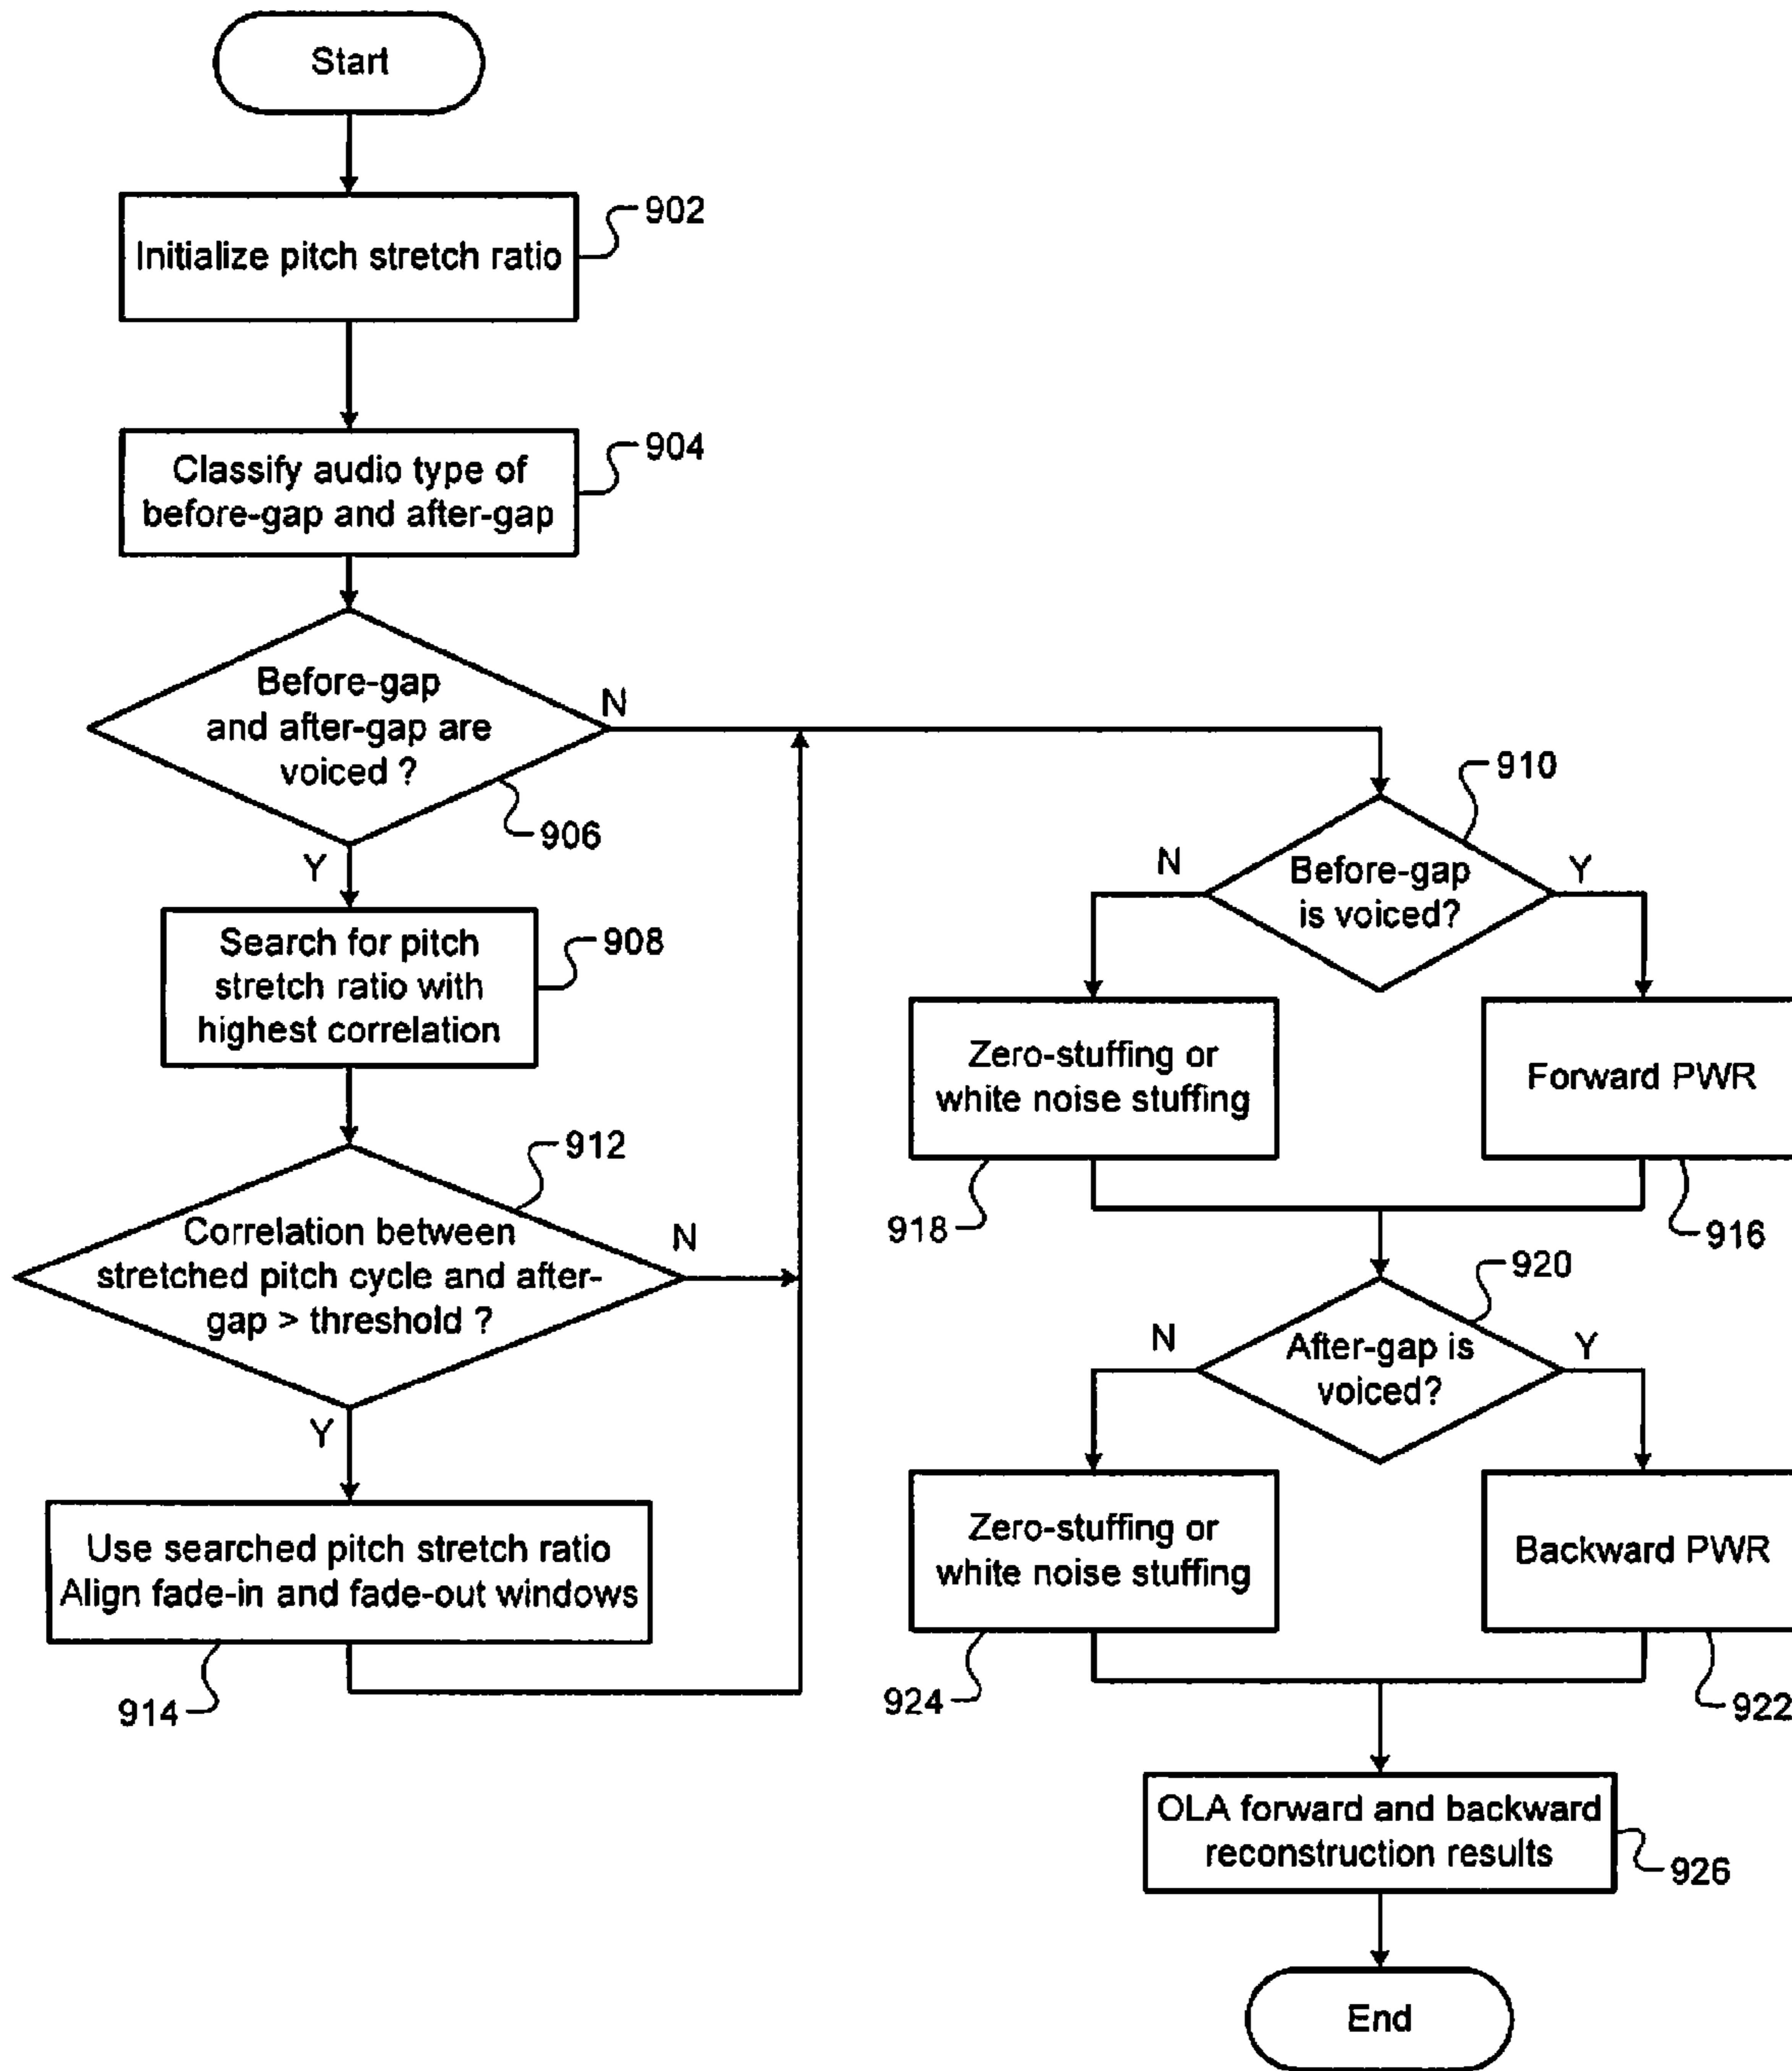 Start
Initialize pitch stretch ratio
902
Classify audio type of
before-gap and after-gap
904
Before-gap
and after-gap are
voiced ?
N
906
Y
Search for pitch
stretch ratio with
highest correlation
908
912
Correlation between
stretched pitch cycle and after-
gap > threshold ?
N
Y
Use searched pitch stretch ratio
Align fade-in and fade-out windows
914
910
N
Before-gap
is voiced?
Y
Zero-stuffing or
white noise stuffing
Forward PWR
918
916
920
N
After-gap is
voiced?
Y
Zero-stuffing or
white noise stuffing
Backward PWR
924
922
OLA forward and backward
reconstruction results
926
End